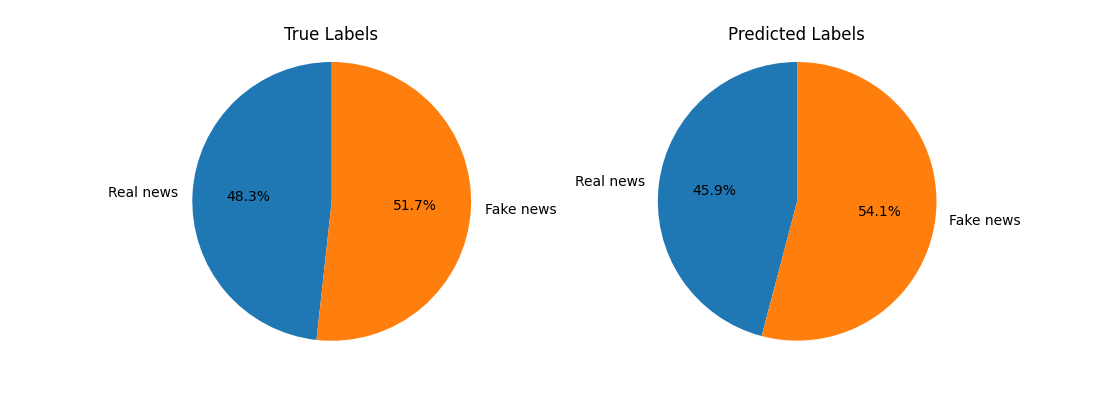 True Labels
Real news
48.3%
51.7%
Fake news
Predicted Labels
Real news
45.9%
54.1%
Fake news